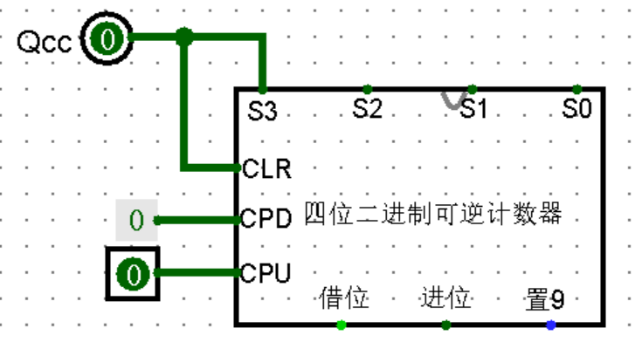 Qcc 0
S3 S2 S1 S0
CLR
0 CPD 四位二进制可逆计数器
0 CPU
借位 进位 置9